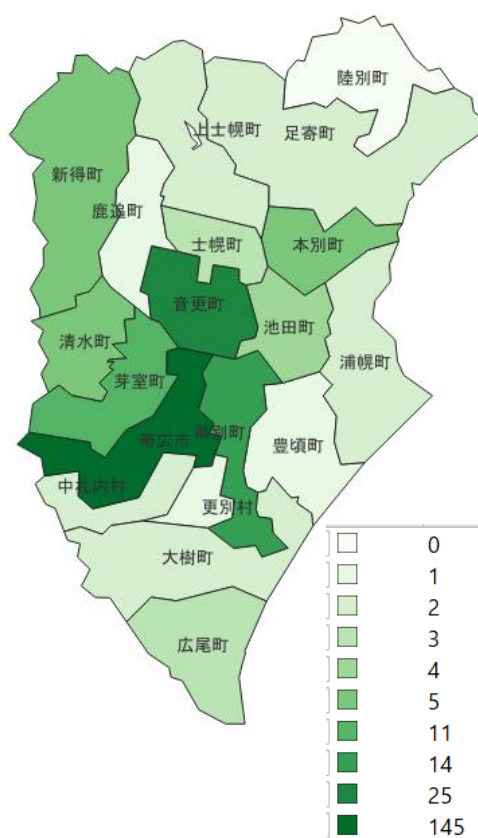 陸別町
上士幌町
足寄町
新得町
鹿追町
士幌町
本別町
音更町
池田町
清水町
浦幌町
芽室町
帯広市
幕別町
豊頃町
中札内村
更別村
大樹町
広尾町
0
1
2
3
4
5
11
14
25
145